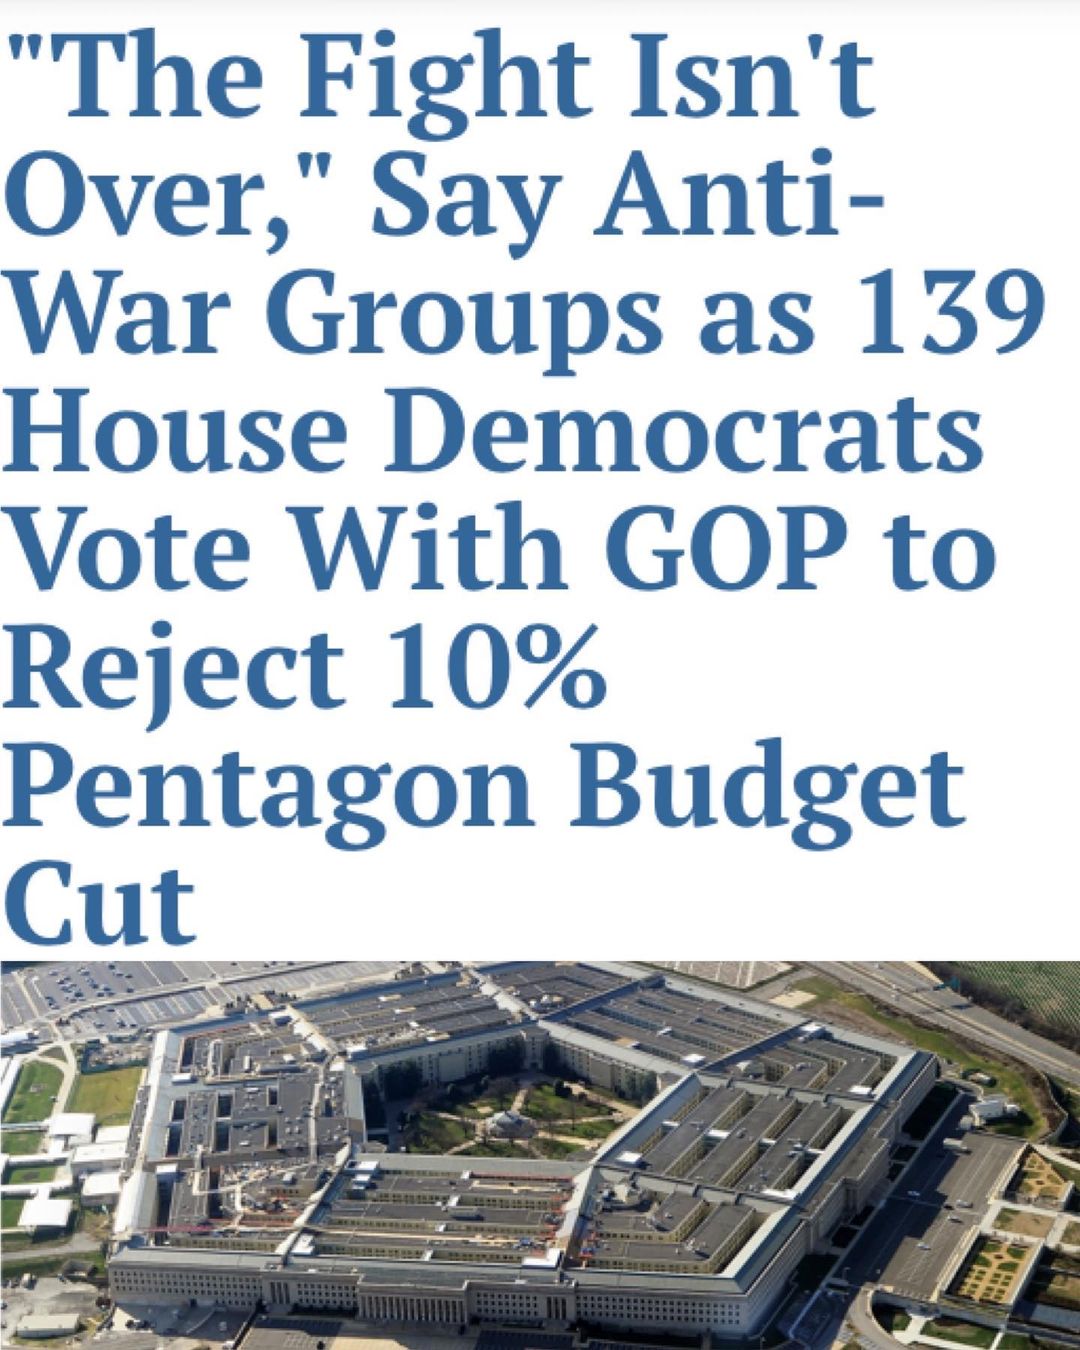 "The Fight Isn't
Over," Say Anti-
War Groups as 139
House Democrats
Vote With GOP to
Reject 10%
Pentagon Budget
Cut